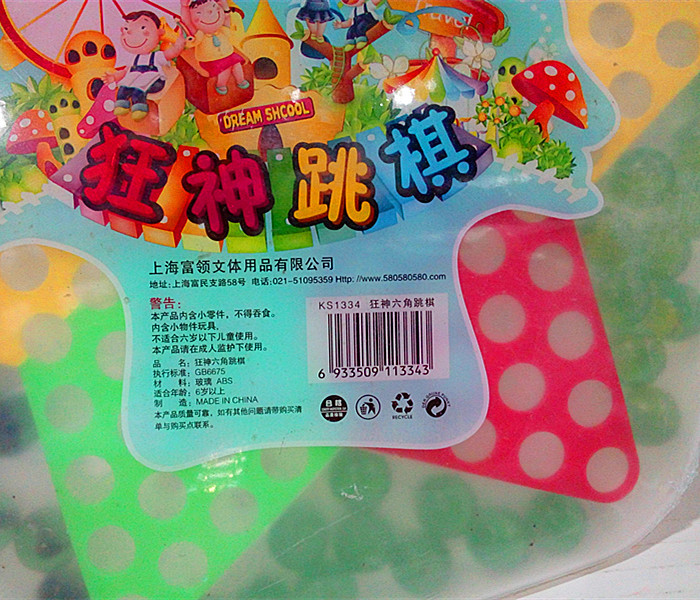 DREAM SHCOOL
狂神跳棋
上海富领文体用品有限公司
地址:上海富民支路58号 电话:021-51095359 Http: //www.580580580.com
警告:
本产品内含小零件，不得吞食。
内含小物件玩具,
不适合六岁以下儿童使用。
本产品请在成人监护下使用。
品 名: 狂神六角跳棋
执行标准: GB6675
材 料: 玻璃 ABS
适合年龄: 6岁以上
制 造: MADE IN CHINA
本产品质量可靠，如有其他问题请带购买清
单与购买点联系。
KS1334 狂神六角跳棋
6 933509 113343
合格
RECYCLE